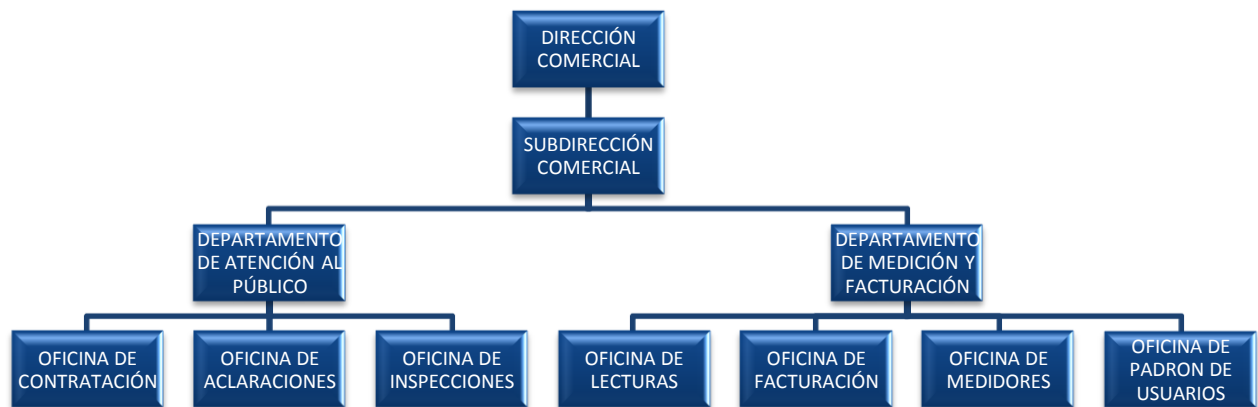 DIRECCIÓN
COMERCIAL
SUBDIRECCIÓN
COMERCIAL
DEPARTAMENTO
DE ATENCIÓN AL
PÚBLICO
DEPARTAMENTO
DE MEDICIÓN Y
FACTURACIÓN
OFICINA DE
CONTRATACIÓN
OFICINA DE
ACLARACIONES
OFICINA DE
INSPECCIONES
OFICINA DE
LECTURAS
OFICINA DE
FACTURACIÓN
OFICINA DE
MEDIDORES
OFICINA DE
PADRON DE
USUARIOS